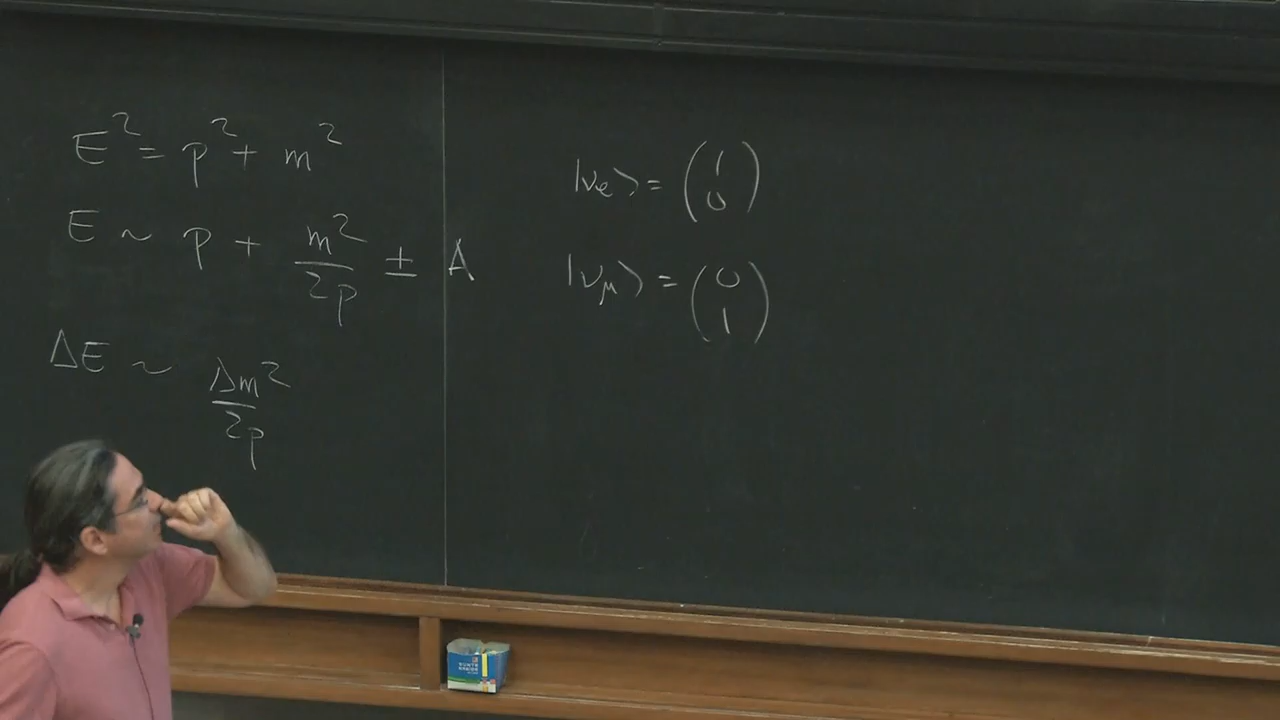 E² = p² + m²
E ~ p + m²/2p ± A
ΔE ~ Δm²/2p
|νe⟩ = (1 0)
|νμ⟩ = (0 1)